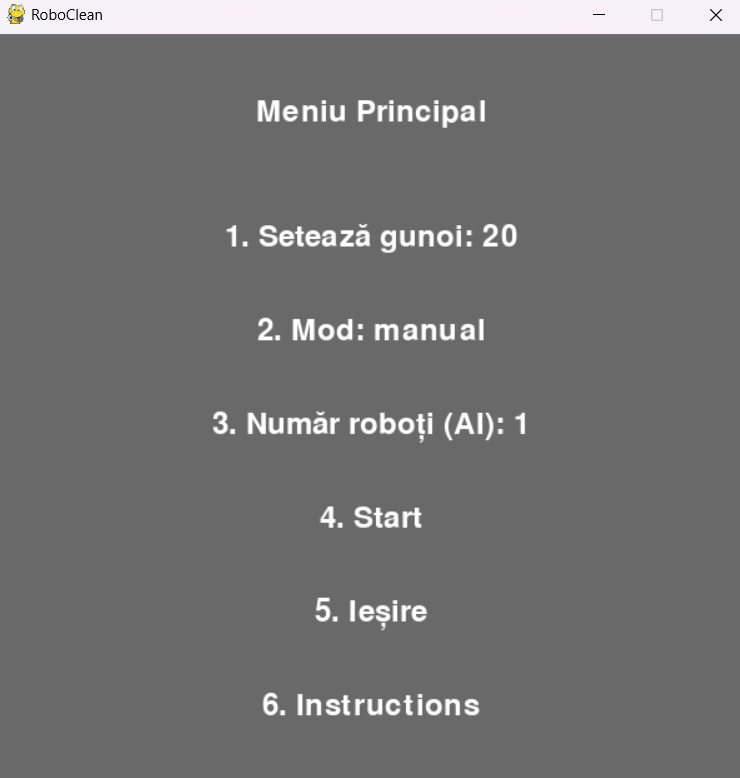 RoboClean
Meniu Principal
1. Setează gunoi: 20
2. Mod: manual
3. Număr roboți (AI): 1
4. Start
5. Ieșire
6. Instructions